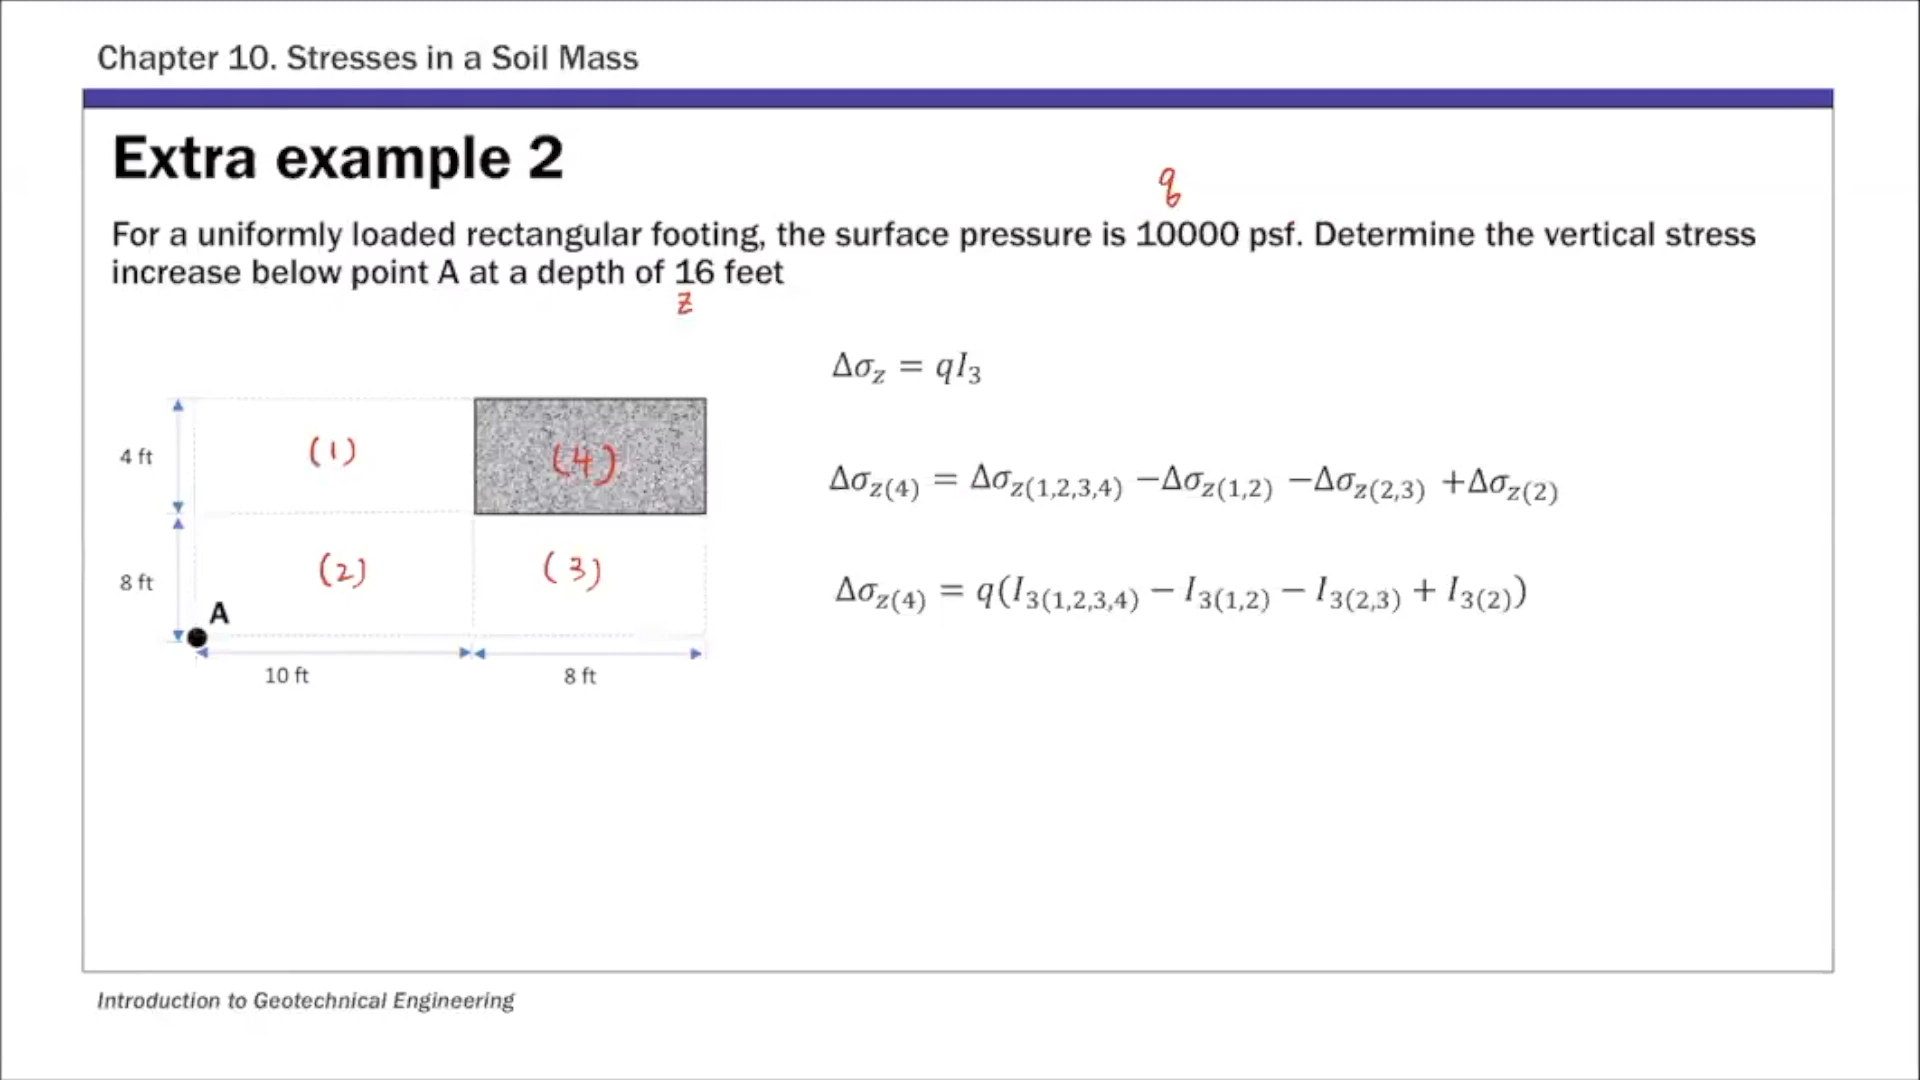 Chapter 10. Stresses in a Soil Mass
Extra example 2
q
For a uniformly loaded rectangular footing, the surface pressure is 10000 psf. Determine the vertical stress
increase below point A at a depth of 16 feet
z
Δσz = qI3
4 ft
(1)
(4)
Δσz(4) = Δσz(1,2,3,4) −Δσz(1,2) −Δσz(2,3) +Δσz(2)
8 ft
(2)
(3)
Δσz(4) = q(I3(1,2,3,4) − I3(1,2) − I3(2,3) + I3(2))
A
10 ft
8 ft
Introduction to Geotechnical Engineering